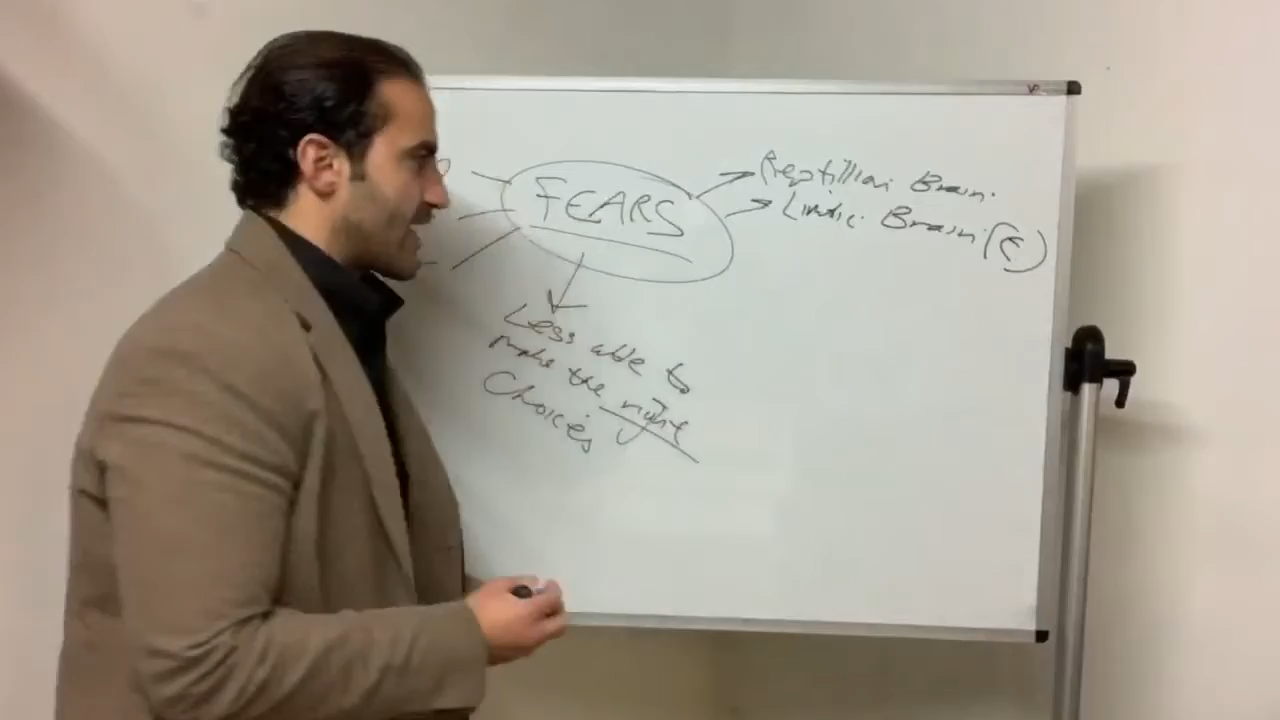 FEARS
Reptillian Brain.
Limbic Brain (E)
Less able to
make the right
Choices